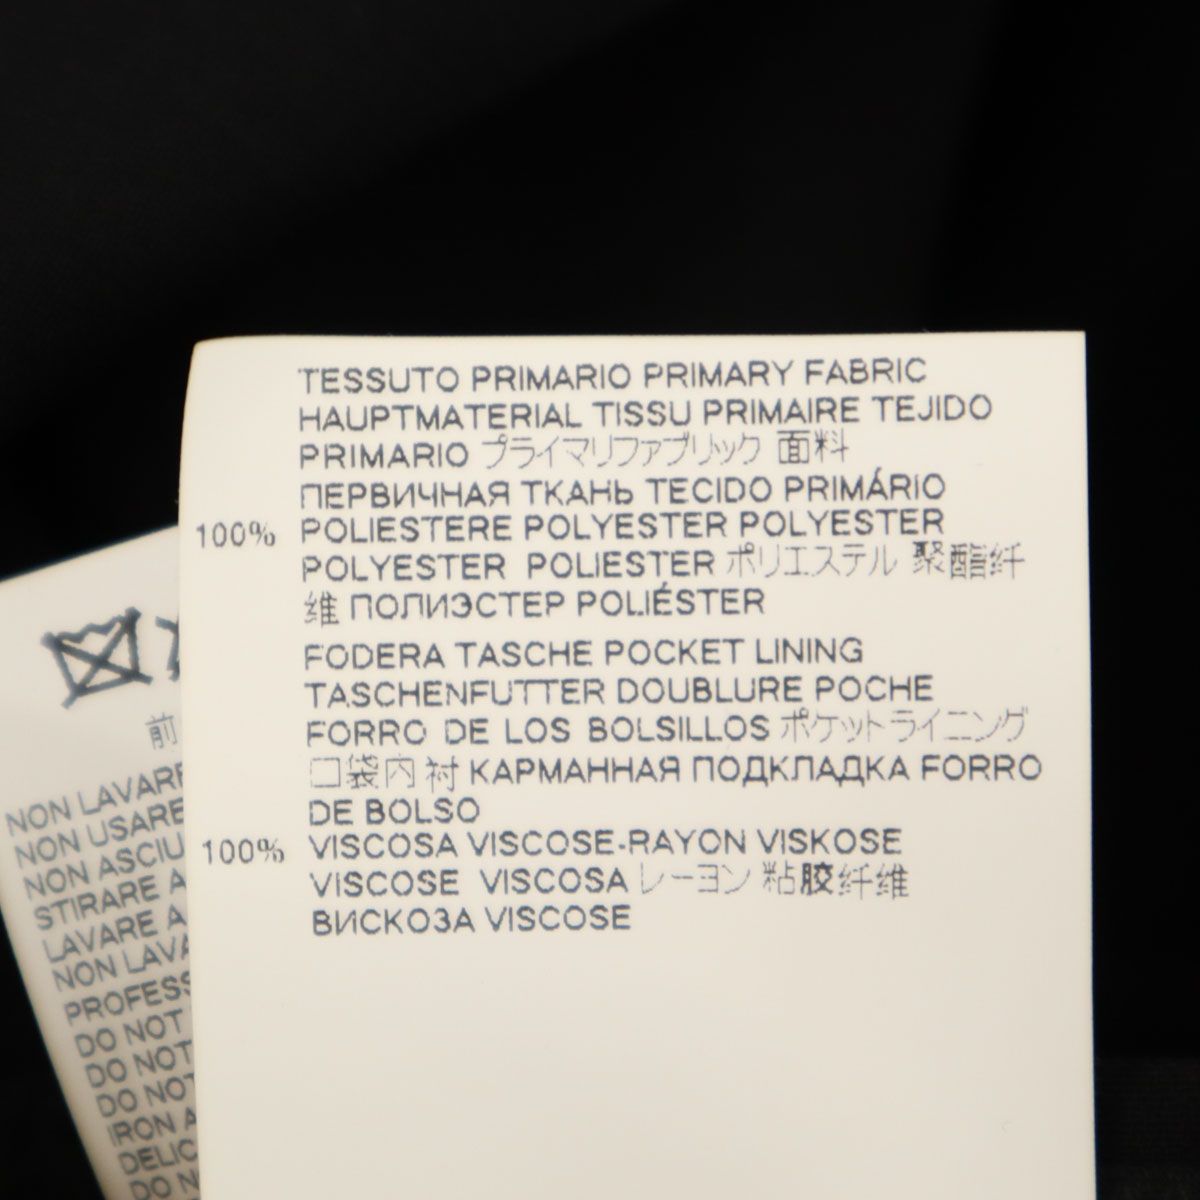 TESSUTO PRIMARIO PRIMARY FABRIC
HAUPTMATERIAL TISSU PRIMAIRE TEJIDO
PRIMARIO プライマリファブリック 面料
ПЕРВИЧНАЯ ТКАНЬ TECIDO PRIMÁRIO
100% POLIESTERE POLYESTER POLYESTER
POLYESTER POLIESTER ポリエステル 聚酯纤
维 ПОЛИЭСТЕР POLIÉSTER
FODERA TASCHE POCKET LINING
TASCHENFUTTER DOUBLURE POCHE
FORRO DE LOS BOLSILLOS ポケットライニング
口袋内衬 КАРМАННАЯ ПОДКЛАДКА FORRO
DE BOLSO
100% VISCOSA VISCOSE-RAYON VISKOSE
VISCOSE VISCOSA レーヨン 粘胶纤维
ВИСКОЗА VISCOSE
前
NON LAVARE
NON USARE
NON ASCIU
STIRARE A
LAVARE A
NON LAVA
PROFESS
DO NOT
DO NOT
DO NOT
IRON A
DELIC
DO N